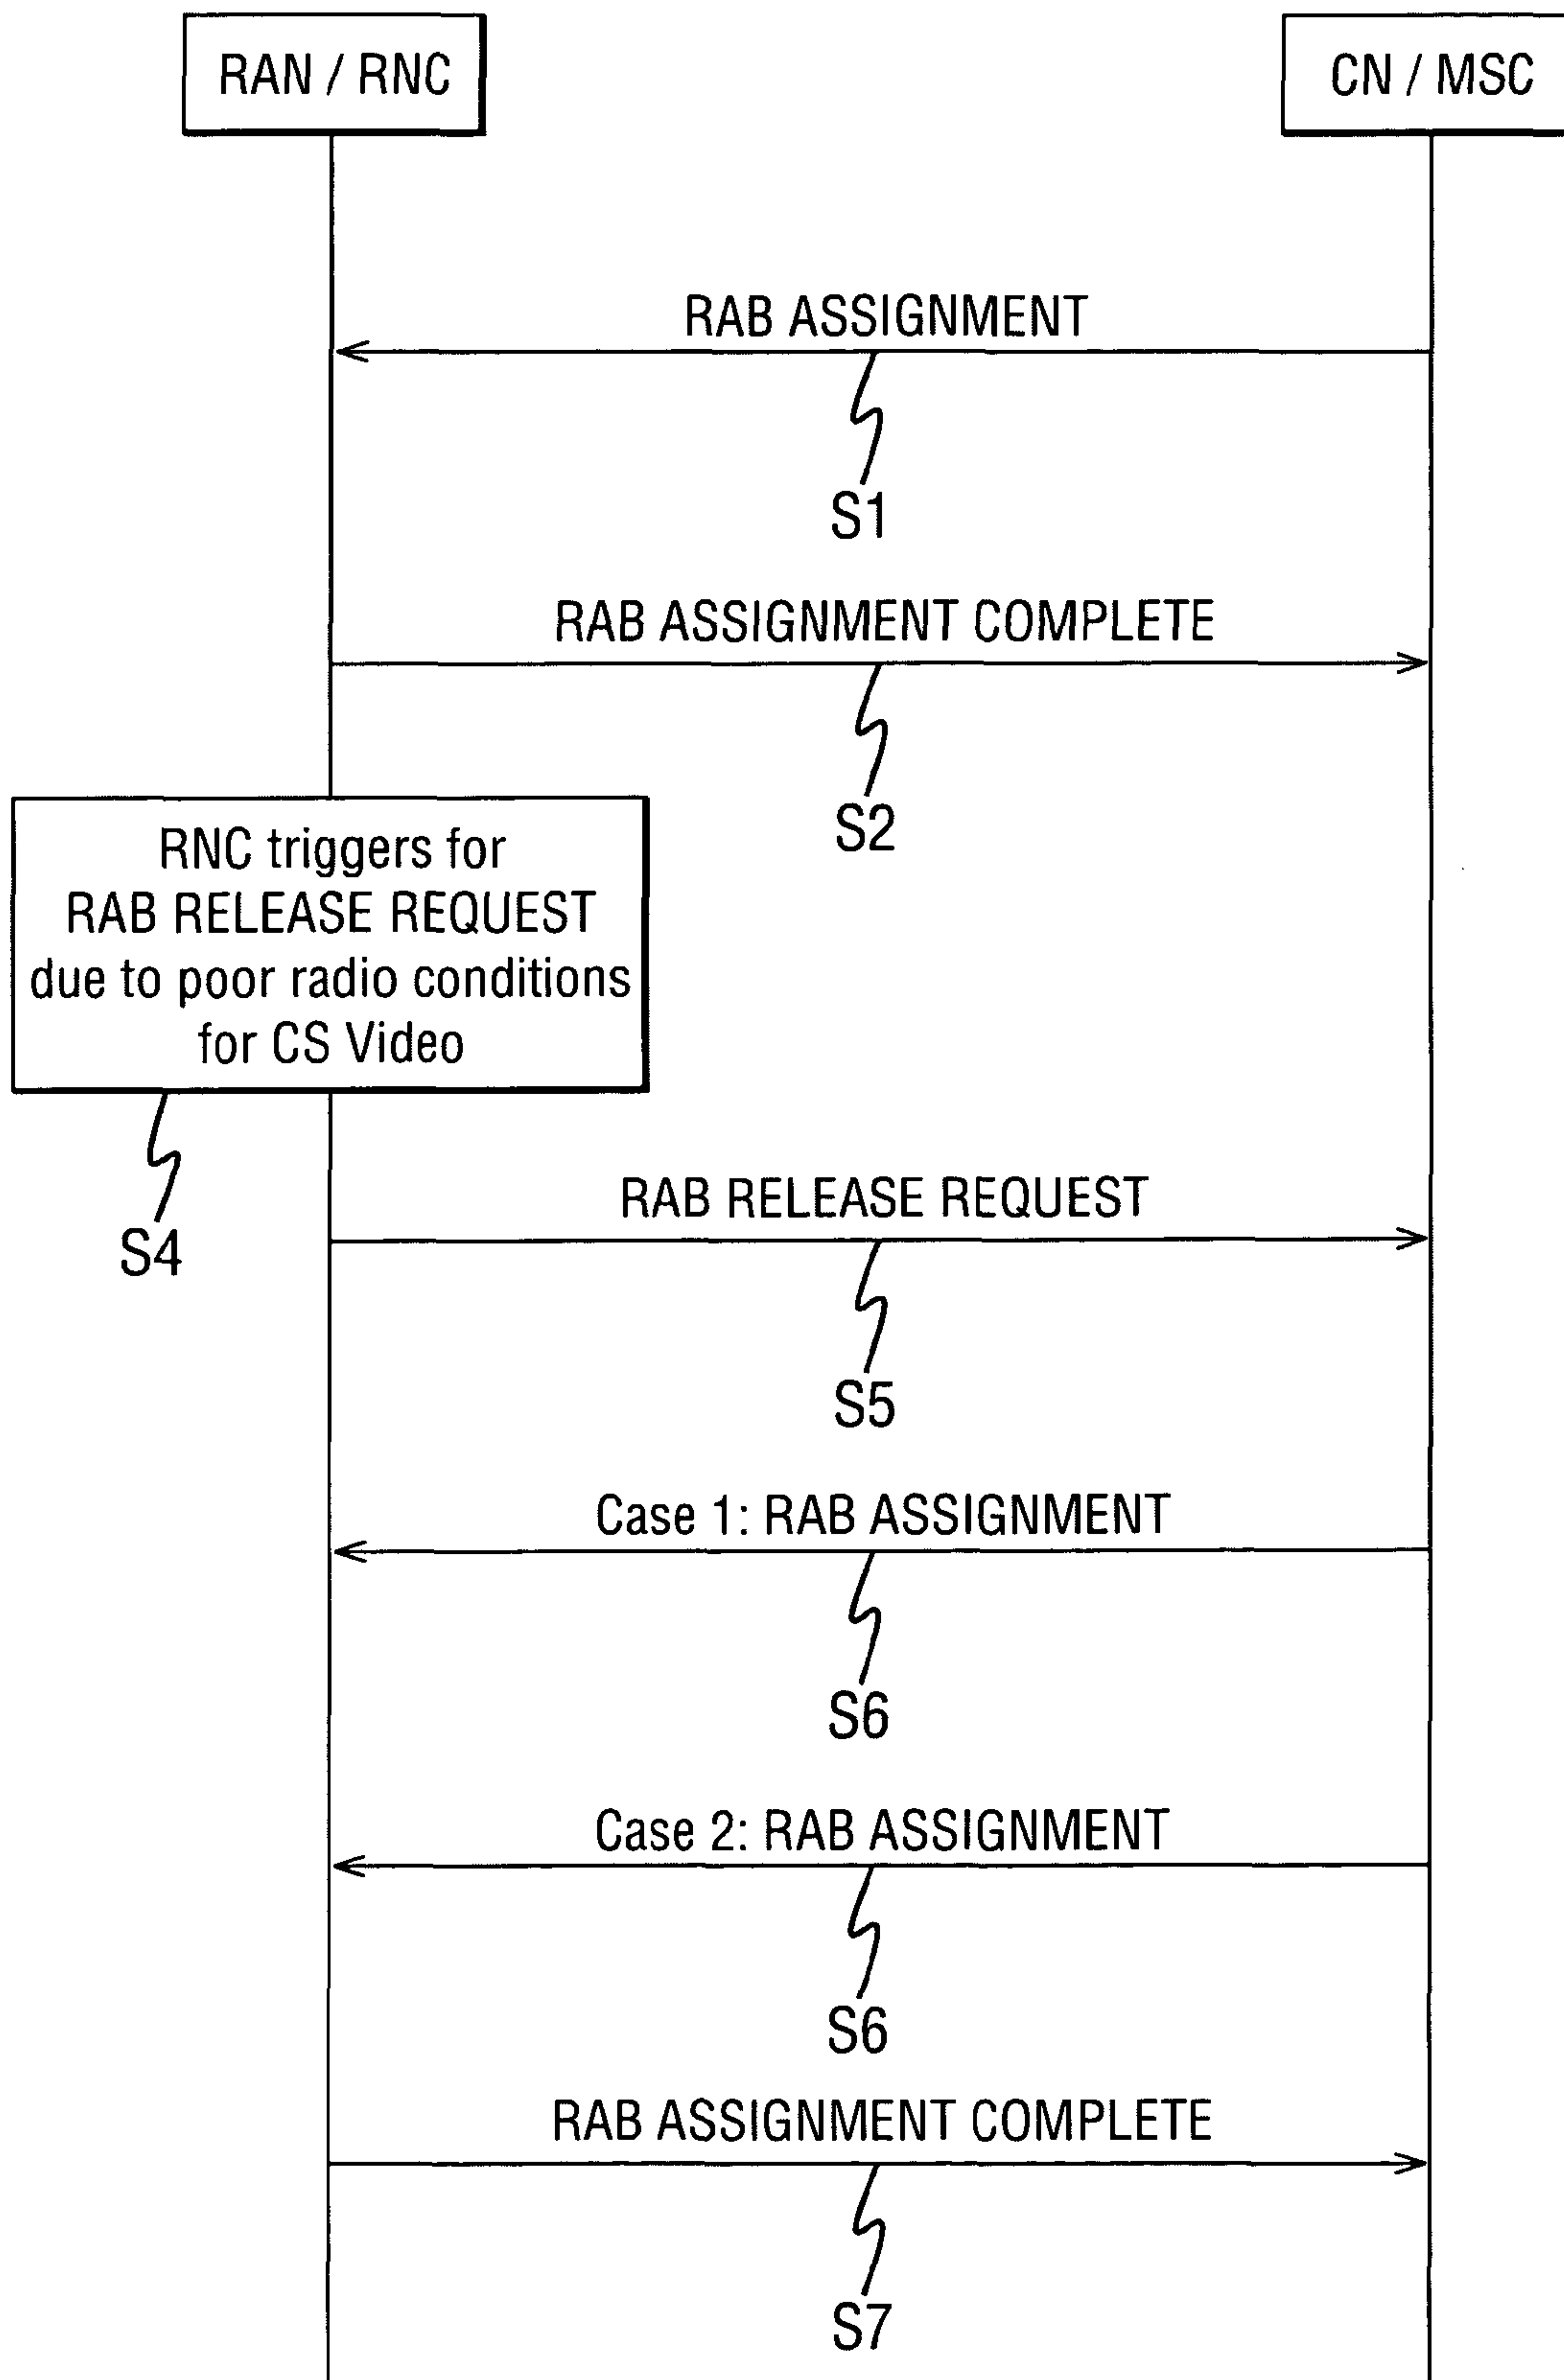 RAN / RNC
CN / MSC
RAB ASSIGNMENT
S1
RAB ASSIGNMENT COMPLETE
S2
RNC triggers for
RAB RELEASE REQUEST
due to poor radio conditions
for CS Video
S4
RAB RELEASE REQUEST
S5
Case 1: RAB ASSIGNMENT
S6
Case 2: RAB ASSIGNMENT
S6
RAB ASSIGNMENT COMPLETE
S7